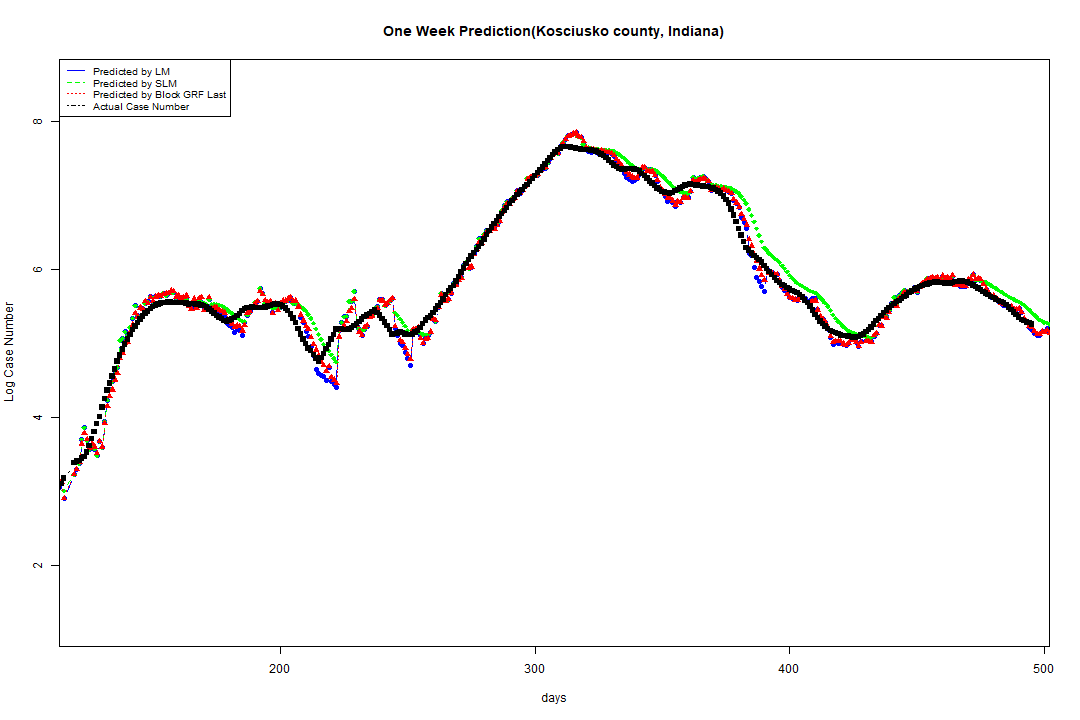 One Week Prediction(Kosciusko county, Indiana)
Predicted by LM
Predicted by SLM
Predicted by Block GRF Last
Actual Case Number
8
6
4
2
Log Case Number
200 300 400 500
days